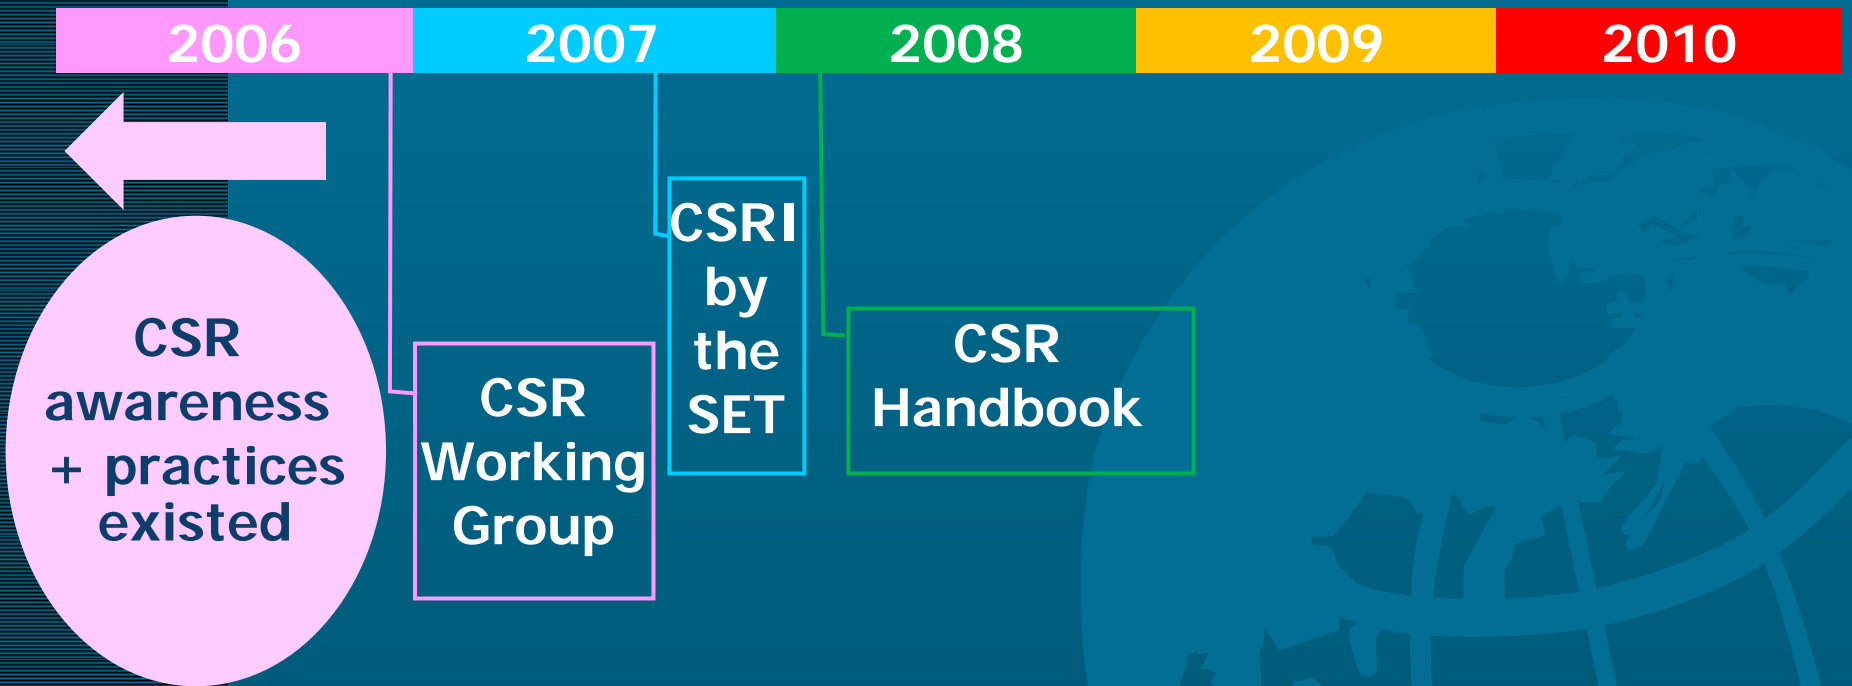 2006
2007
2008
2009
2010
CSR
awareness
+ practices
existed
CSR
Working
Group
CSRI
by
the
SET
CSR
Handbook